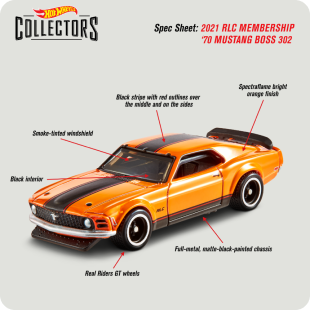 Hot Wheels
COLLECTORS
Spec Sheet: 2021 RLC MEMBERSHIP
'70 MUSTANG BOSS 302
Spectraflame bright
orange finish
Black stripe with red outlines over
the middle and on the sides
Smoke-tinted windshield
Black interior
RLC
Full-metal, matte-black-painted chassis
Real Riders GT wheels